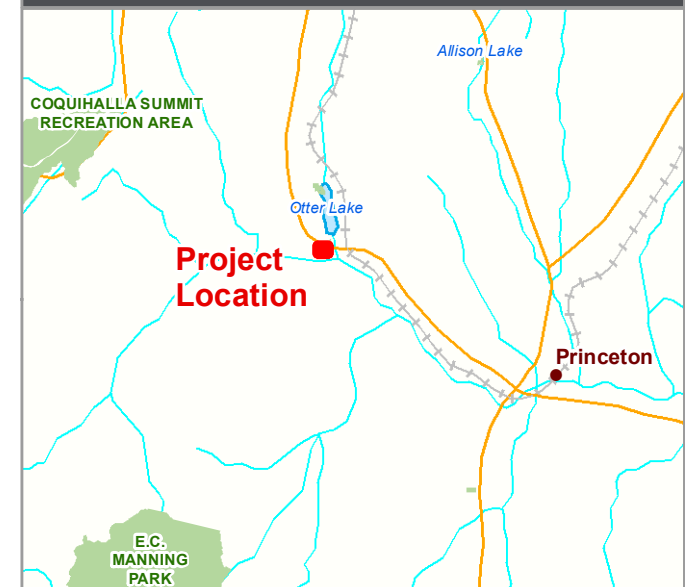 Allison Lake
COQUIHALLA SUMMIT
RECREATION AREA
Otter Lake
Project
Location
Princeton
E.C.
MANNING
PARK